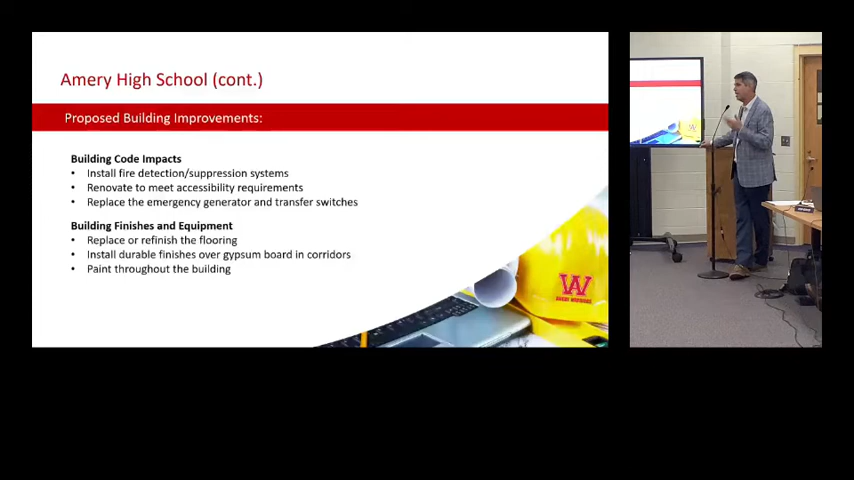 Amery High School (cont.)
Proposed Building Improvements:
Building Code Impacts
• Install fire detection/suppression systems
• Renovate to meet accessibility requirements
• Replace the emergency generator and transfer switches
Building Finishes and Equipment
• Replace or refinish the flooring
• Install durable finishes over gypsum board in corridors
• Paint throughout the building
W
AMERY WARRIORS